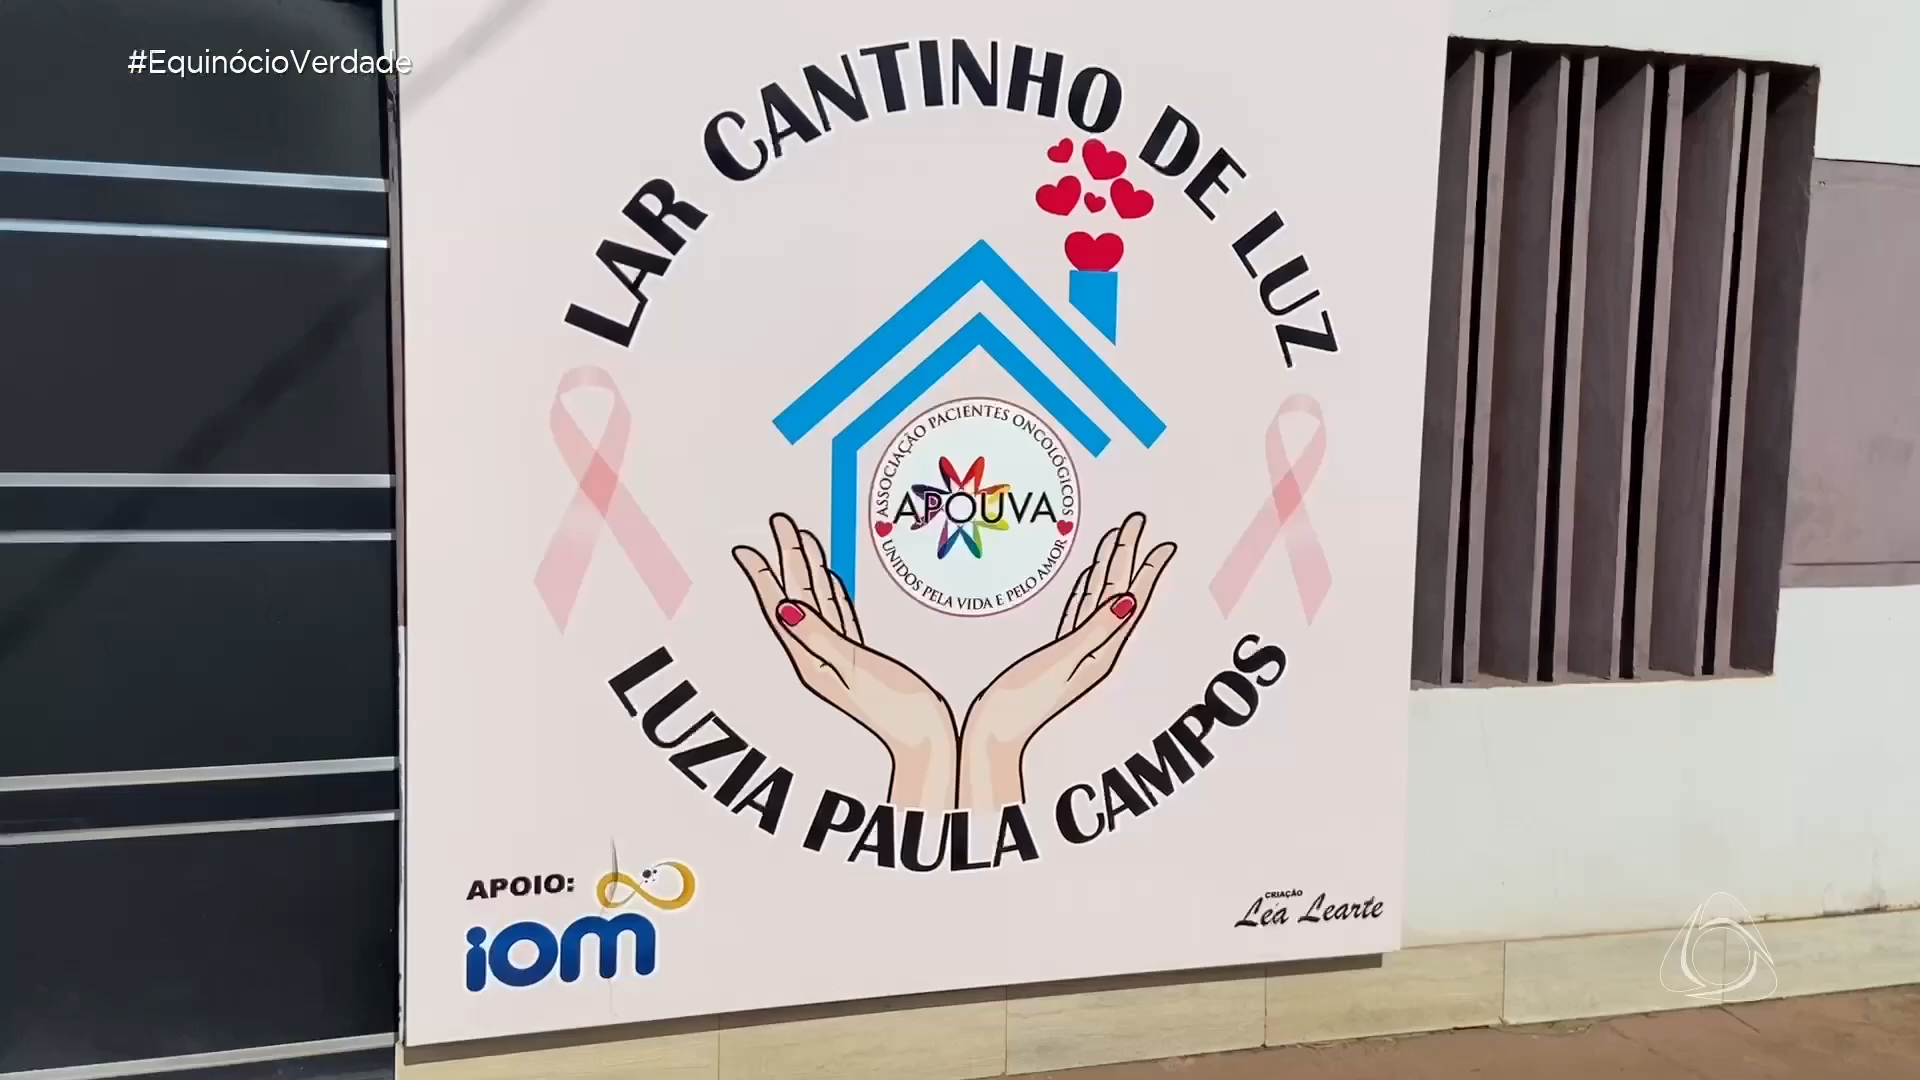 #EquinócioVerdade
LAR CANTINHO DE LUZ
ASSOCIAÇÃO PACIENTES ONCOLÓGICOS
APOUVA
UNIDOS PELA VIDA E PELO AMOR
LUZIA PAULA CAMPOS
APOIO:
iom
CRIAÇÃO
Léa Learte